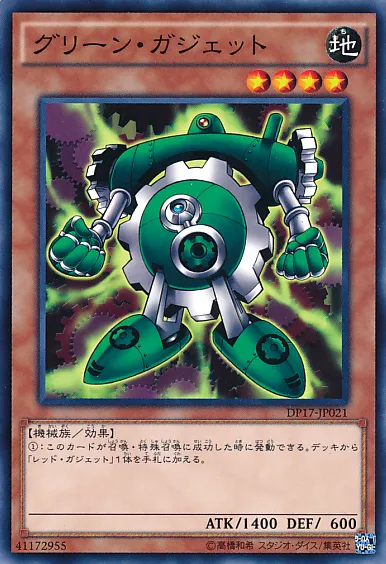 グリーン・ガジェット
地
DP17-JP021
【機械族/効果】
①:このカードが召喚・特殊召喚に成功した時に発動できる。デッキから
「レッド・ガジェット」1体を手札に加える。
ATK/1400 DEF/ 600
41172955
©高橋和希 スタジオ・ダイス/集英社